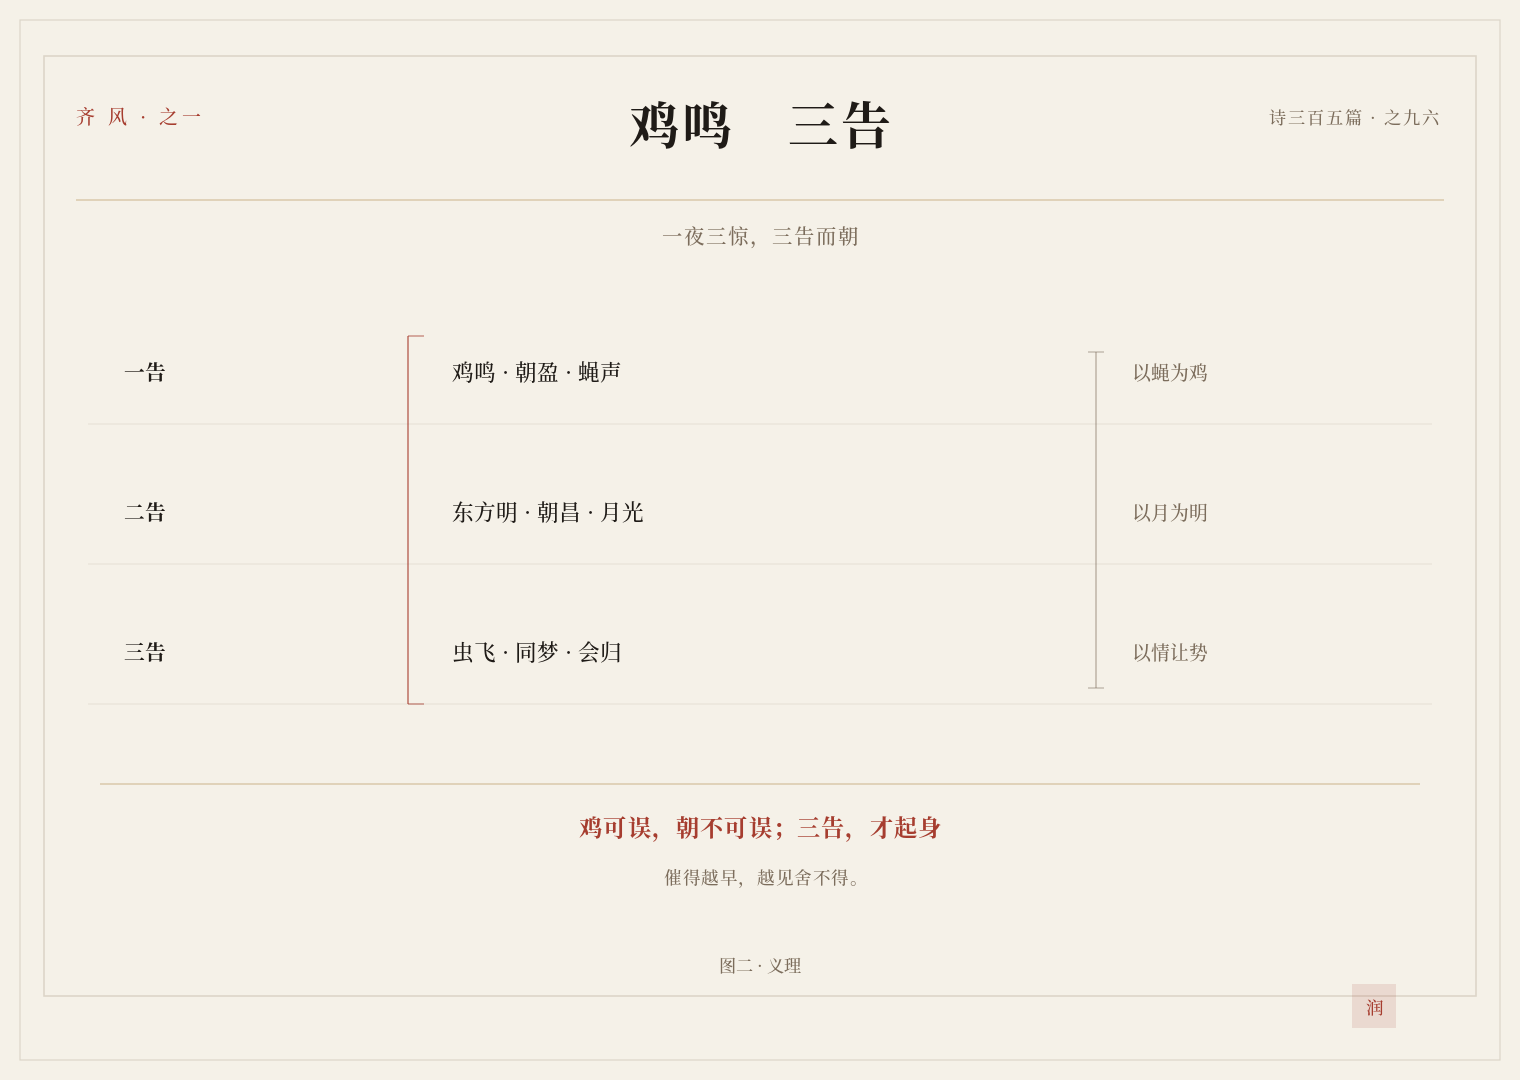 齐 风 · 之一
鸡鸣　三告
诗三百五篇 · 之九六
一夜三惊，三告而朝
一告
鸡鸣 · 朝盈 · 蝇声
以蝇为鸡
二告
东方明 · 朝昌 · 月光
以月为明
三告
虫飞 · 同梦 · 会归
以情让势
鸡可误，朝不可误；三告，才起身
催得越早，越见舍不得。
图二 · 义理
润